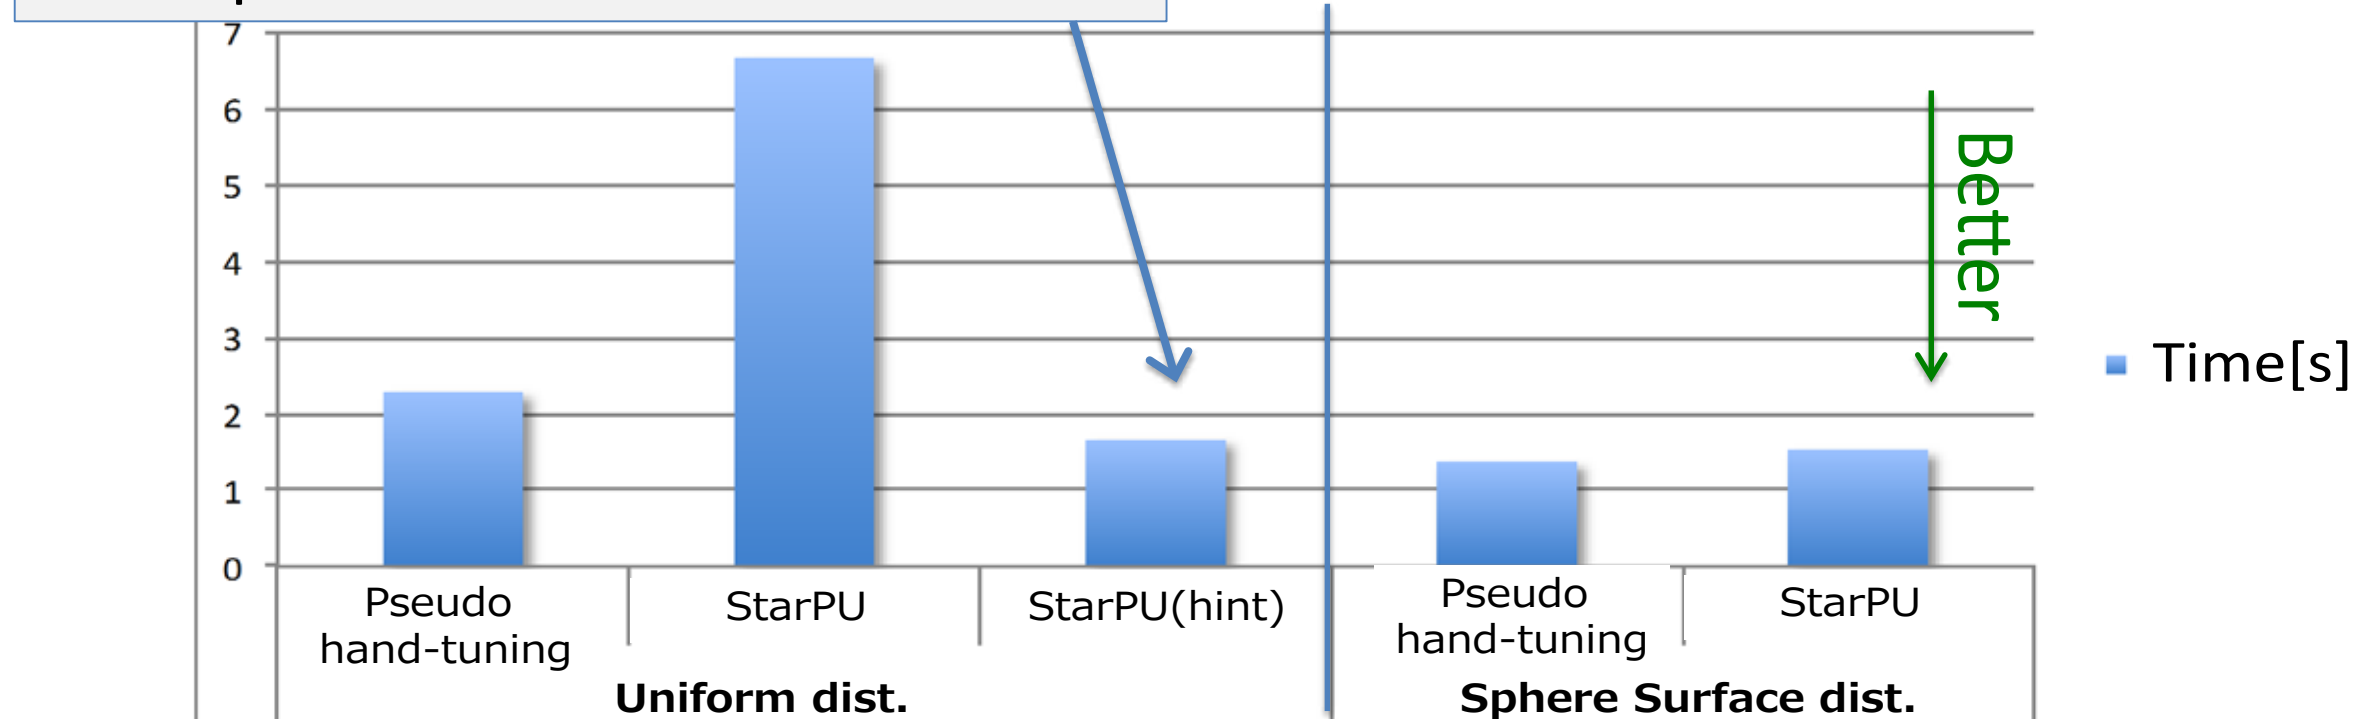 7
6
5
4
3
2
1
0
Better
Time[s]
Pseudo
hand-tuning
StarPU
StarPU(hint)
Pseudo
hand-tuning
StarPU
Uniform dist.
Sphere Surface dist.